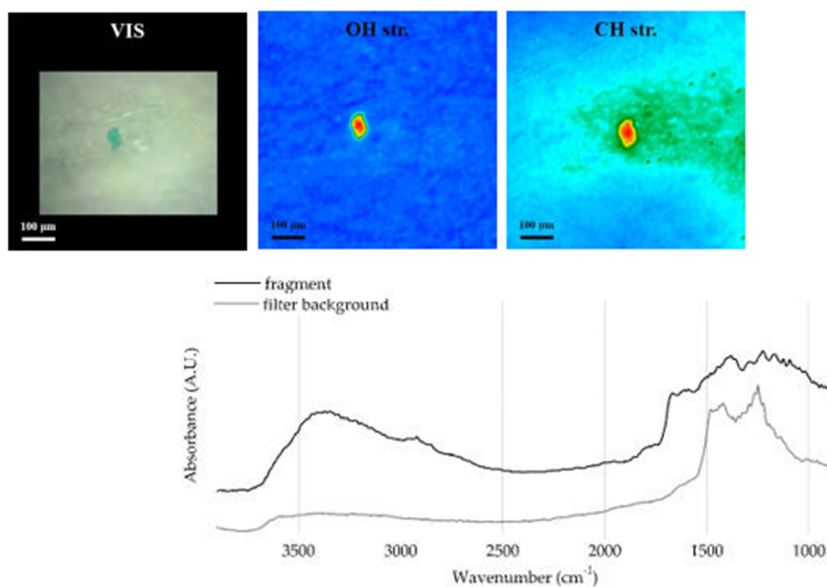 VIS
OH str.
CH str.
100 µm
100 µm
100 µm
fragment
filter background
Absorbance (A.U.)
3500
3000
2500
2000
1500
1000
Wavenumber (cm⁻¹)